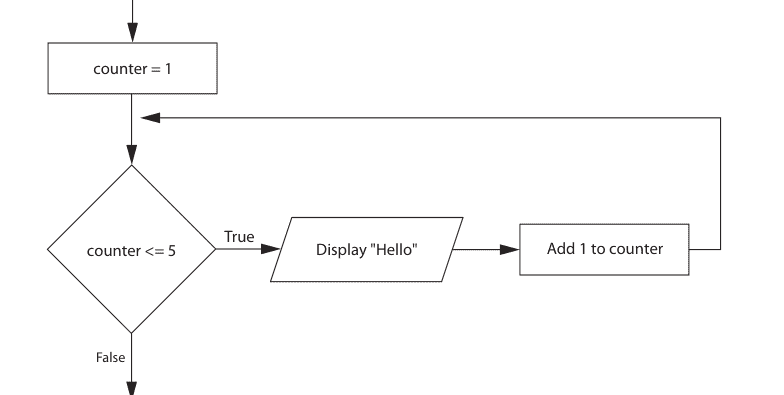 counter = 1
counter <= 5
True
Display "Hello"
Add 1 to counter
False